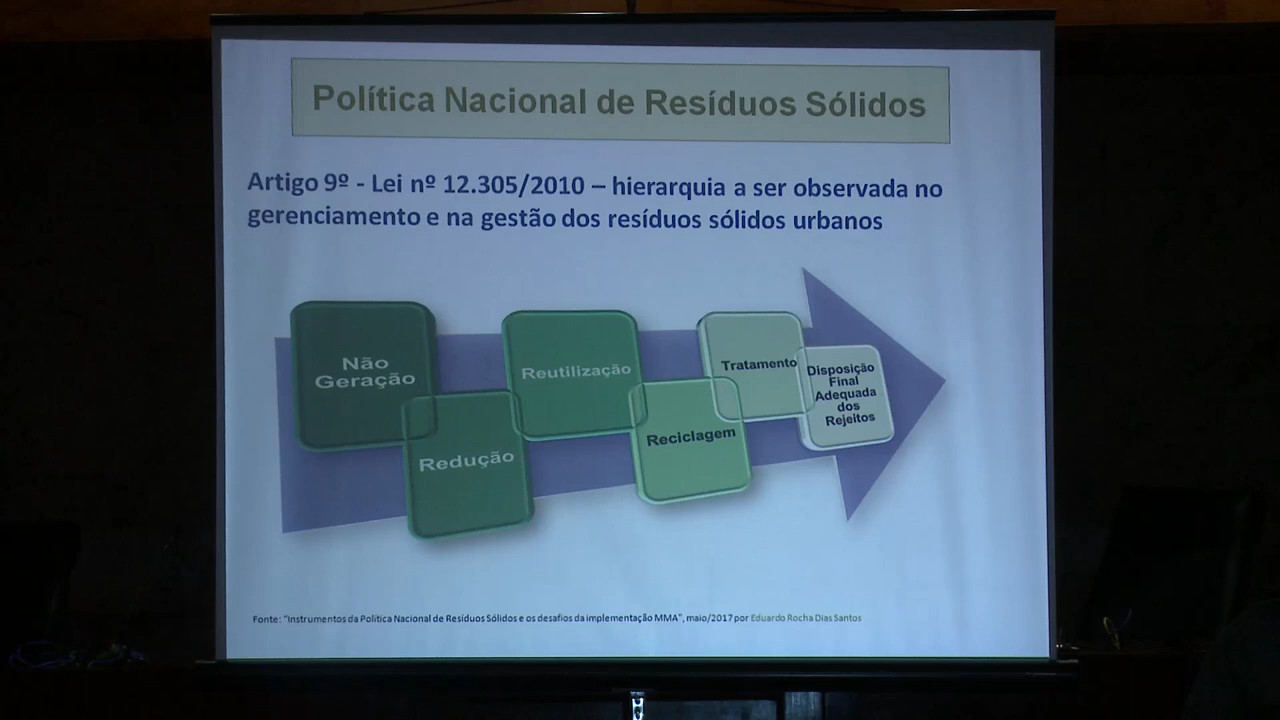 Política Nacional de Resíduos Sólidos
Artigo 9º - Lei nº 12.305/2010 – hierarquia a ser observada no
gerenciamento e na gestão dos resíduos sólidos urbanos
Não
Geração
Redução
Reutilização
Reciclagem
Tratamento
Disposição
Final
Adequada
dos
Rejeitos
Fonte: "Instrumentos da Política Nacional de Resíduos Sólidos e os desafios da implementação MMA", maio/2017 por Eduardo Rocha Dias Santos